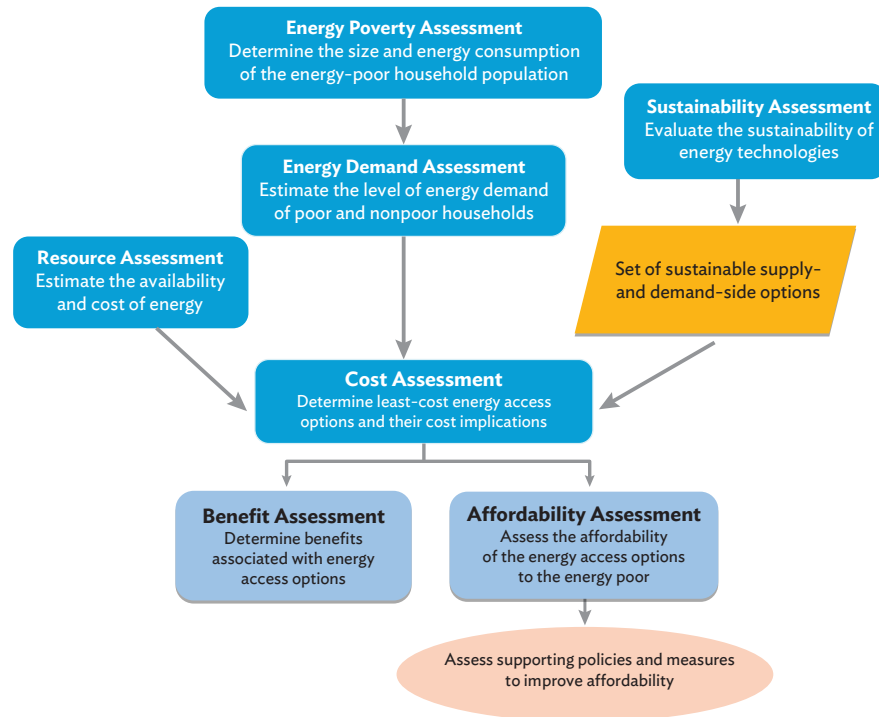 Energy Poverty Assessment
Determine the size and energy consumption
of the energy-poor household population
Sustainability Assessment
Evaluate the sustainability of
energy technologies
Energy Demand Assessment
Estimate the level of energy demand
of poor and nonpoor households
Resource Assessment
Estimate the availability
and cost of energy
Set of sustainable supply-
and demand-side options
Cost Assessment
Determine least-cost energy access
options and their cost implications
Benefit Assessment
Determine benefits
associated with energy
access options
Affordability Assessment
Assess the affordability
of the energy access options
to the energy poor
Assess supporting policies and measures
to improve affordability